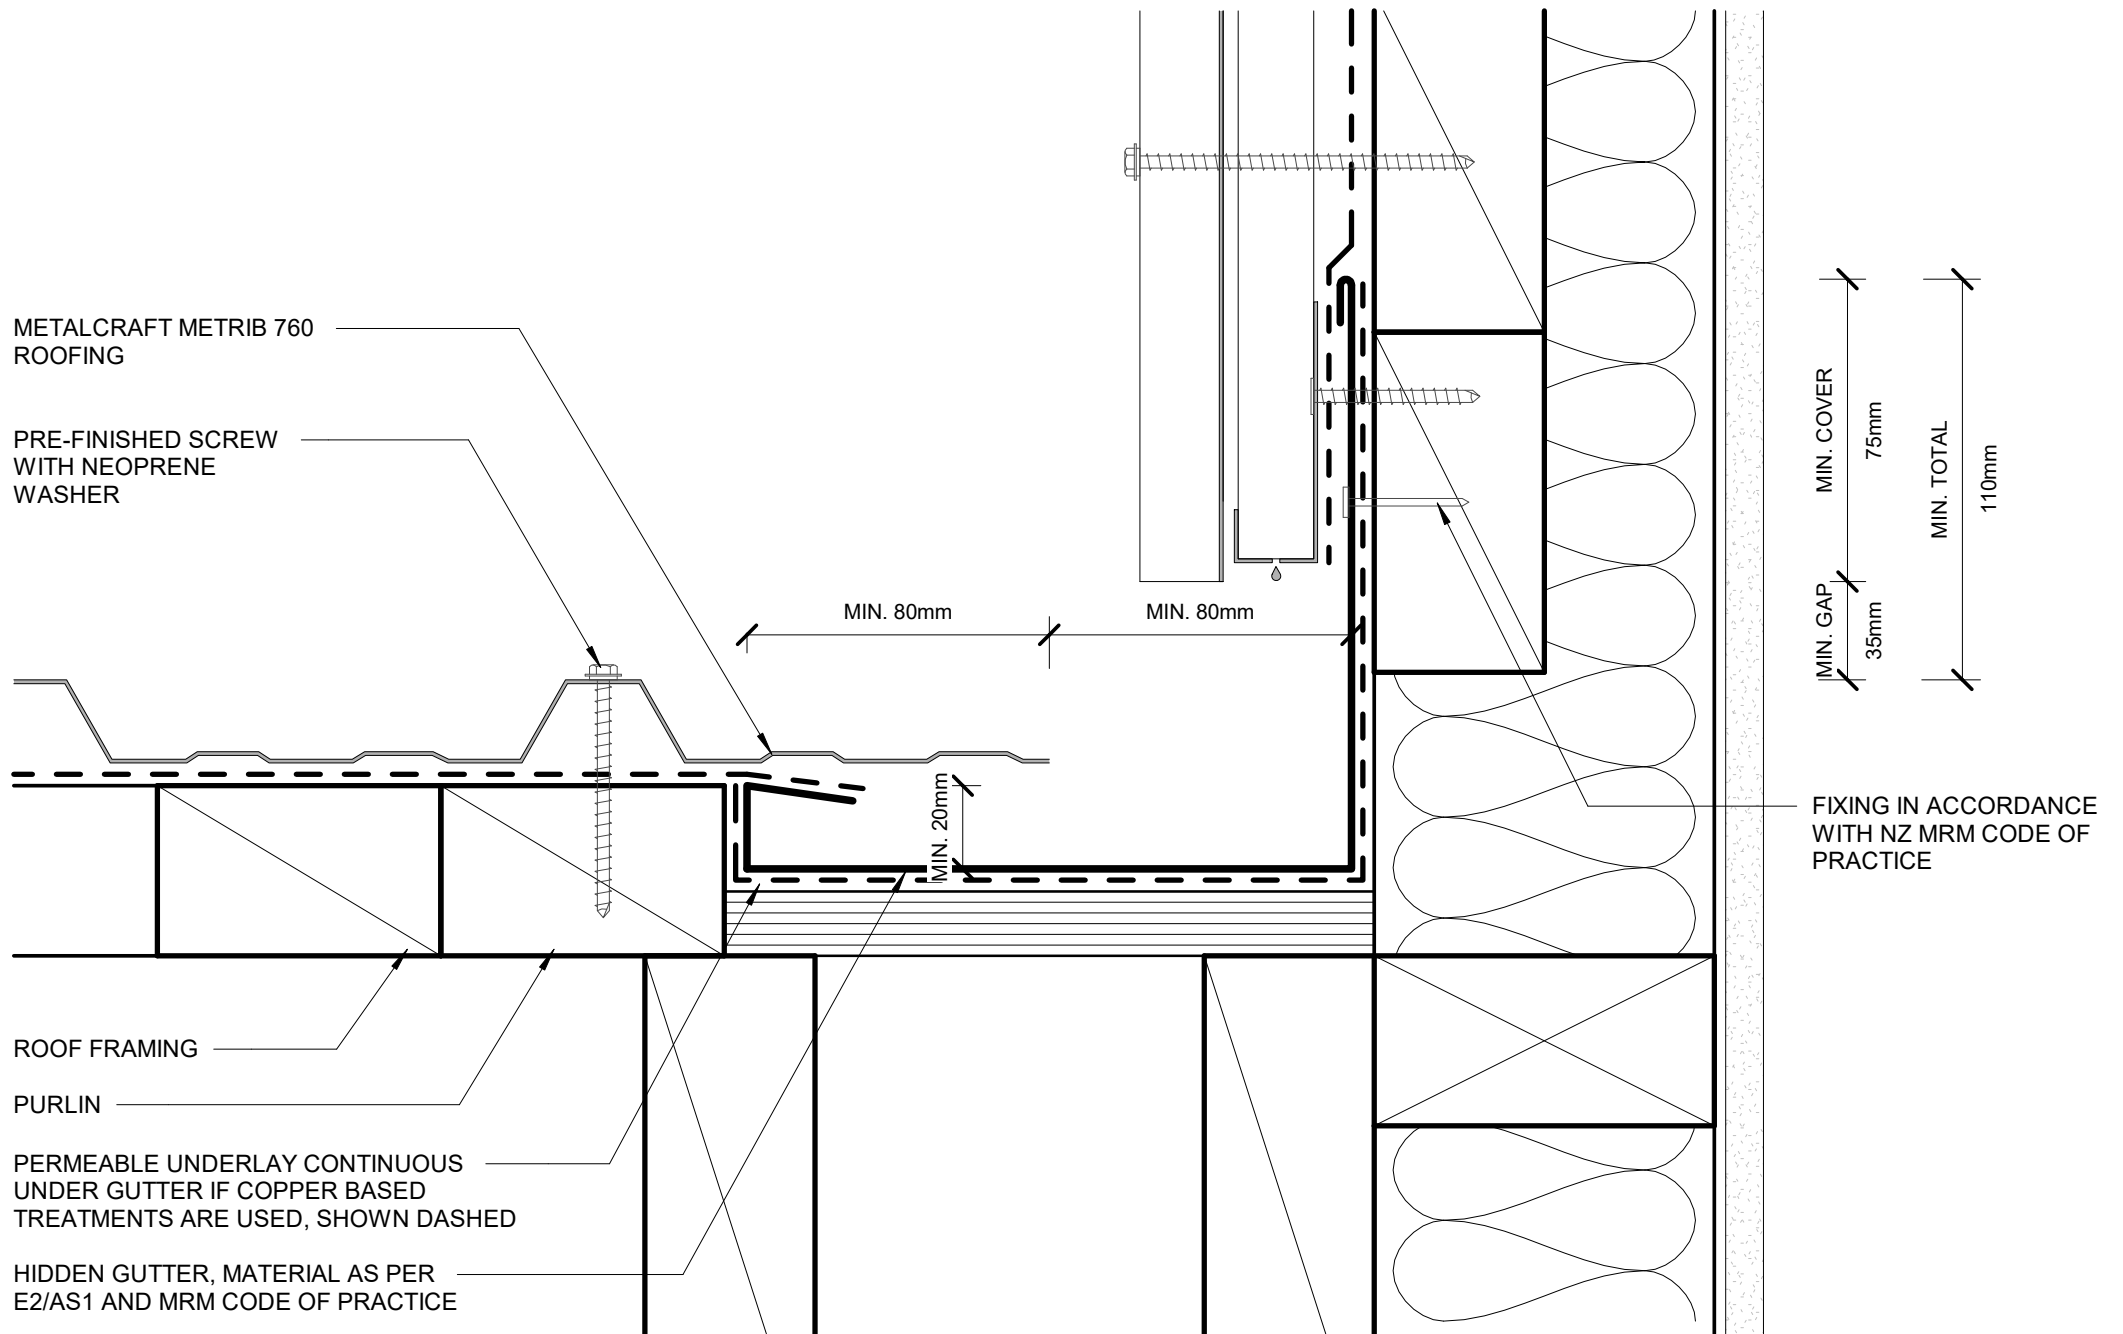 METALCRAFT METRIB 760
ROOFING
PRE-FINISHED SCREW
WITH NEOPRENE
WASHER
MIN. 80mm
MIN. 80mm
MIN. 20mm
MIN. COVER
75mm
MIN. GAP
35mm
MIN. TOTAL
110mm
FIXING IN ACCORDANCE
WITH NZ MRM CODE OF
PRACTICE
ROOF FRAMING
PURLIN
PERMEABLE UNDERLAY CONTINUOUS
UNDER GUTTER IF COPPER BASED
TREATMENTS ARE USED, SHOWN DASHED
HIDDEN GUTTER, MATERIAL AS PER
E2/AS1 AND MRM CODE OF PRACTICE